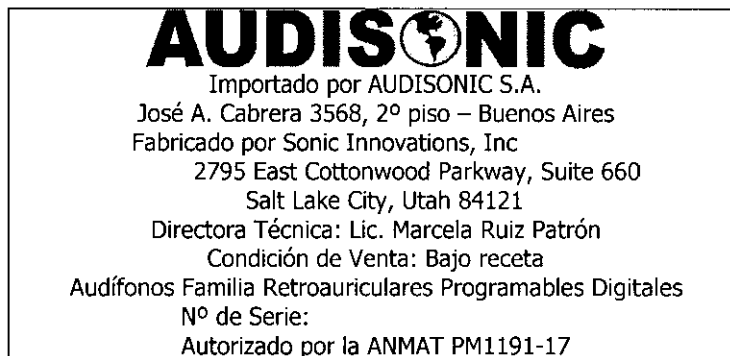 AUDISONIC
Importado por AUDISONIC S.A.
José A. Cabrera 3568, 2º piso – Buenos Aires
Fabricado por Sonic Innovations, Inc
2795 East Cottonwood Parkway, Suite 660
Salt Lake City, Utah 84121
Directora Técnica: Lic. Marcela Ruiz Patrón
Condición de Venta: Bajo receta
Audífonos Familia Retroauriculares Programables Digitales
Nº de Serie:
Autorizado por la ANMAT PM1191-17